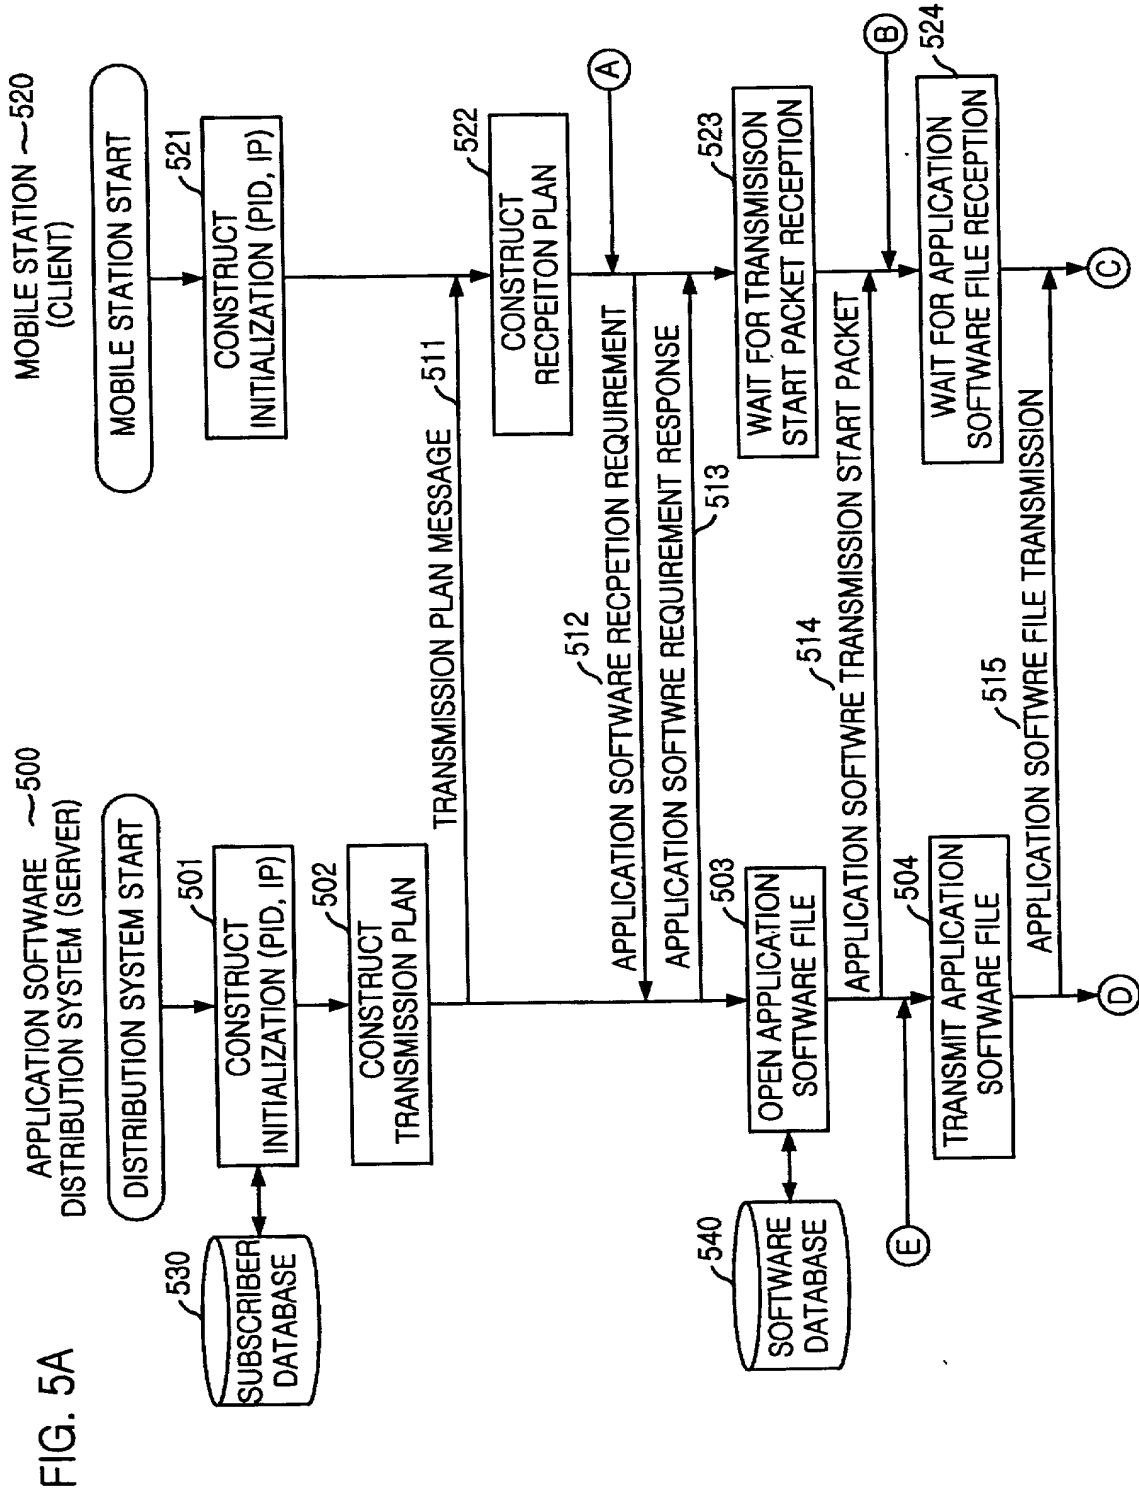 FIG. 5A
APPLICATION SOFTWARE
DISTRIBUTION SYSTEM (SERVER)
~500
MOBILE STATION ~520
(CLIENT)
DISTRIBUTION SYSTEM START
MOBILE STATION START
530
SUBSCRIBER
DATABASE
501
CONSTRUCT
INITIALIZATION (PID, IP)
521
CONSTRUCT
INITIALIZATION (PID, IP)
502
CONSTRUCT
TRANSMISSION PLAN
TRANSMISSION PLAN MESSAGE
511
522
CONSTRUCT
RECPEITON PLAN
A
512
APPLICATION SOFTWARE RECPETION REQUIREMENT
APPLICATION SOFTWRE REQUIREMENT RESPONSE
513
540
SOFTWARE
DATABASE
503
OPEN APPLICATION
SOFTWARE FILE
523
WAIT FOR TRANSMISISON
START PACKET RECEPTION
514
APPLICATION SOFTWRE TRANSMISSION START PACKET
B
E
504
TRANSMIT APPLICATION
SOFTWARE FILE
524
WAIT FOR APPLICATION
SOFTWARE FILE RECEPTION
515
APPLICATION SOFTWRE FILE TRANSMISSION
D
C